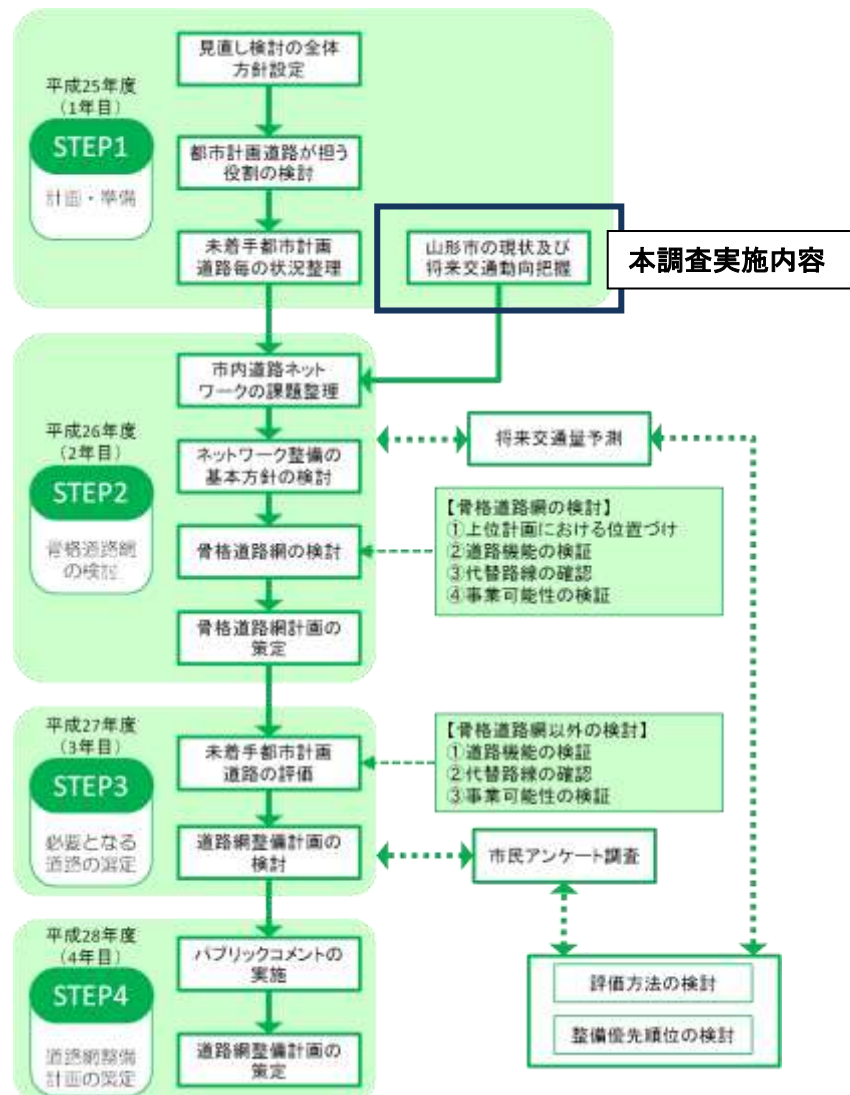 見直し検討の全体
方針設定
平成25年度
(1年目)
STEP1
計画・準備
都市計画道路が担う
役割の検討
未着手都市計画
道路毎の状況整理
山形市の現状及び
将来交通動向把握
本調査実施内容
市内道路ネット
ワークの課題整理
平成26年度
(2年目)
STEP2
骨格道路網
の検討
ネットワーク整備の
基本方針の検討
将来交通量予測
骨格道路網の検討
【骨格道路網の検討】
①上位計画における位置づけ
②道路機能の検証
③代替路線の確認
④事業可能性の検証
骨格道路網計画の
策定
平成27年度
(3年目)
STEP3
必要となる
道路の選定
未着手都市計画
道路の評価
【骨格道路網以外の検討】
①道路機能の検証
②代替路線の確認
③事業可能性の検証
道路網整備計画の
検討
市民アンケート調査
平成28年度
(4年目)
STEP4
道路網整備
計画の策定
パブリックコメントの
実施
道路網整備計画の
策定
評価方法の検討
整備優先順位の検討